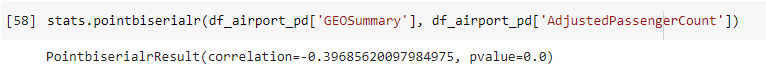 [58] stats.pointbiserialr(df_airport_pd['GEOSummary'], df_airport_pd['AdjustedPassengerCount'])
PointbiserialrResult(correlation=-0.39685620097984975, pvalue=0.0)